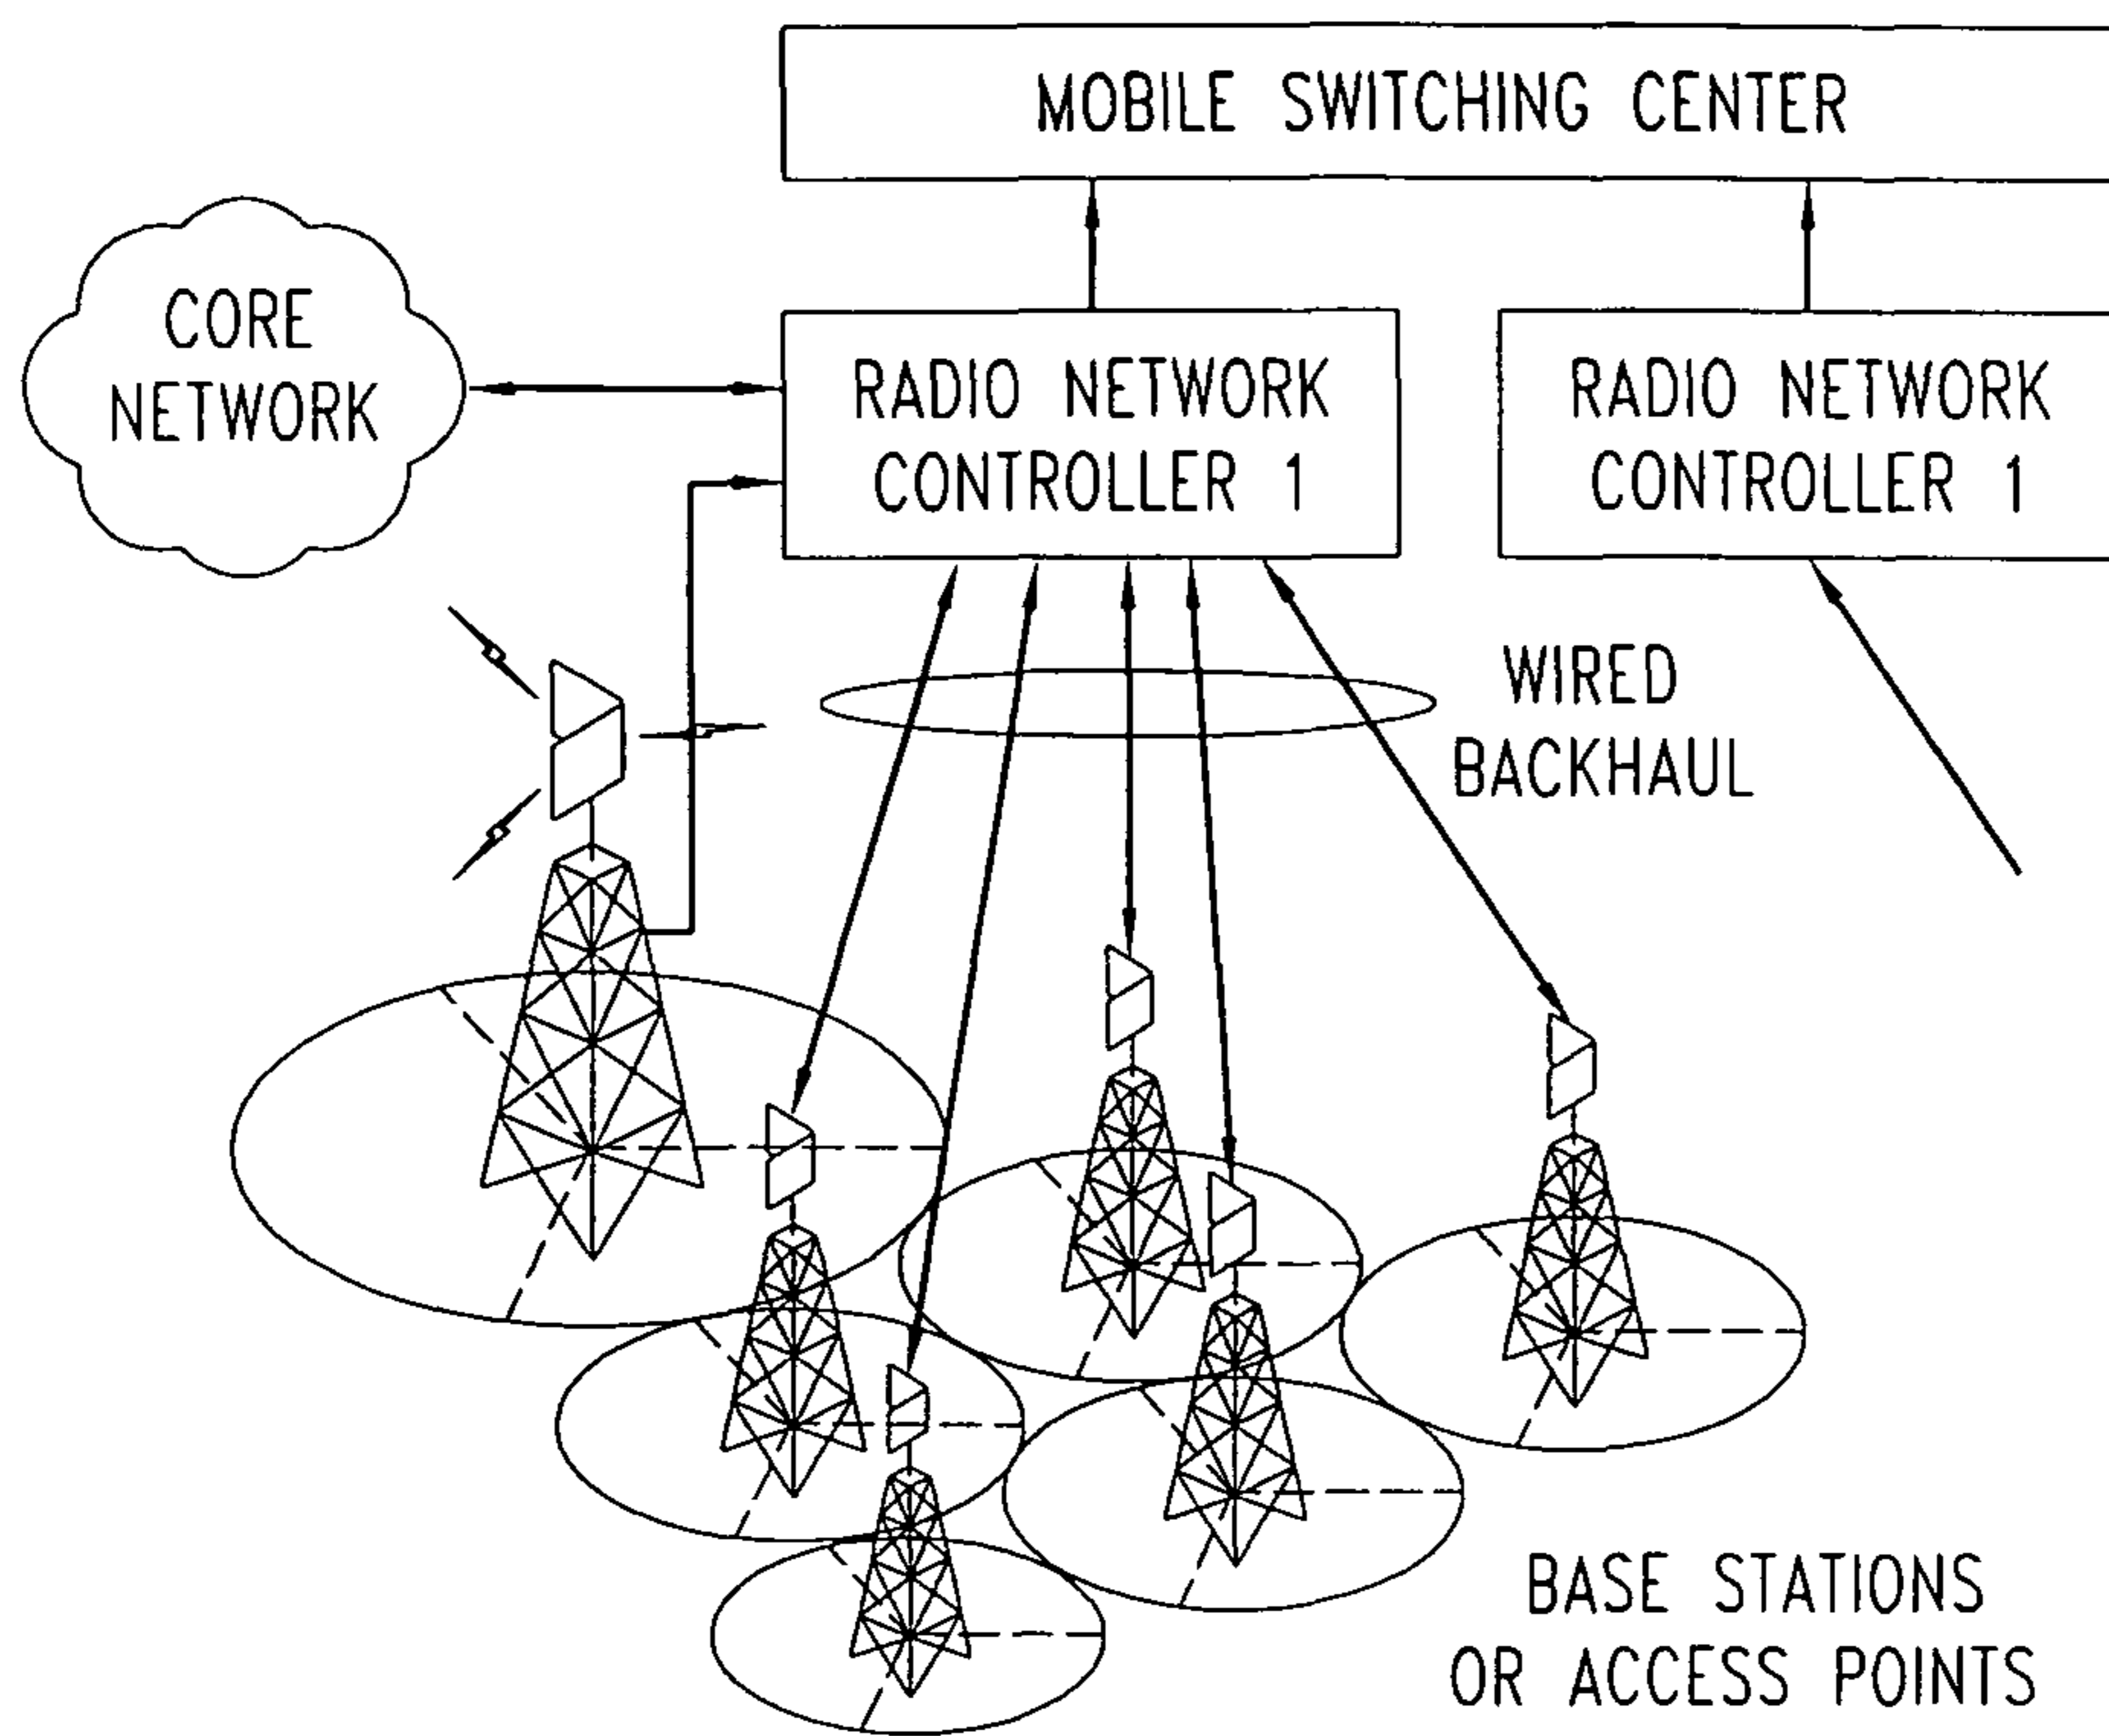 MOBILE SWITCHING CENTER
CORE
NETWORK
RADIO NETWORK
CONTROLLER 1
RADIO NETWORK
CONTROLLER 1
WIRED
BACKHAUL
BASE STATIONS
OR ACCESS POINTS